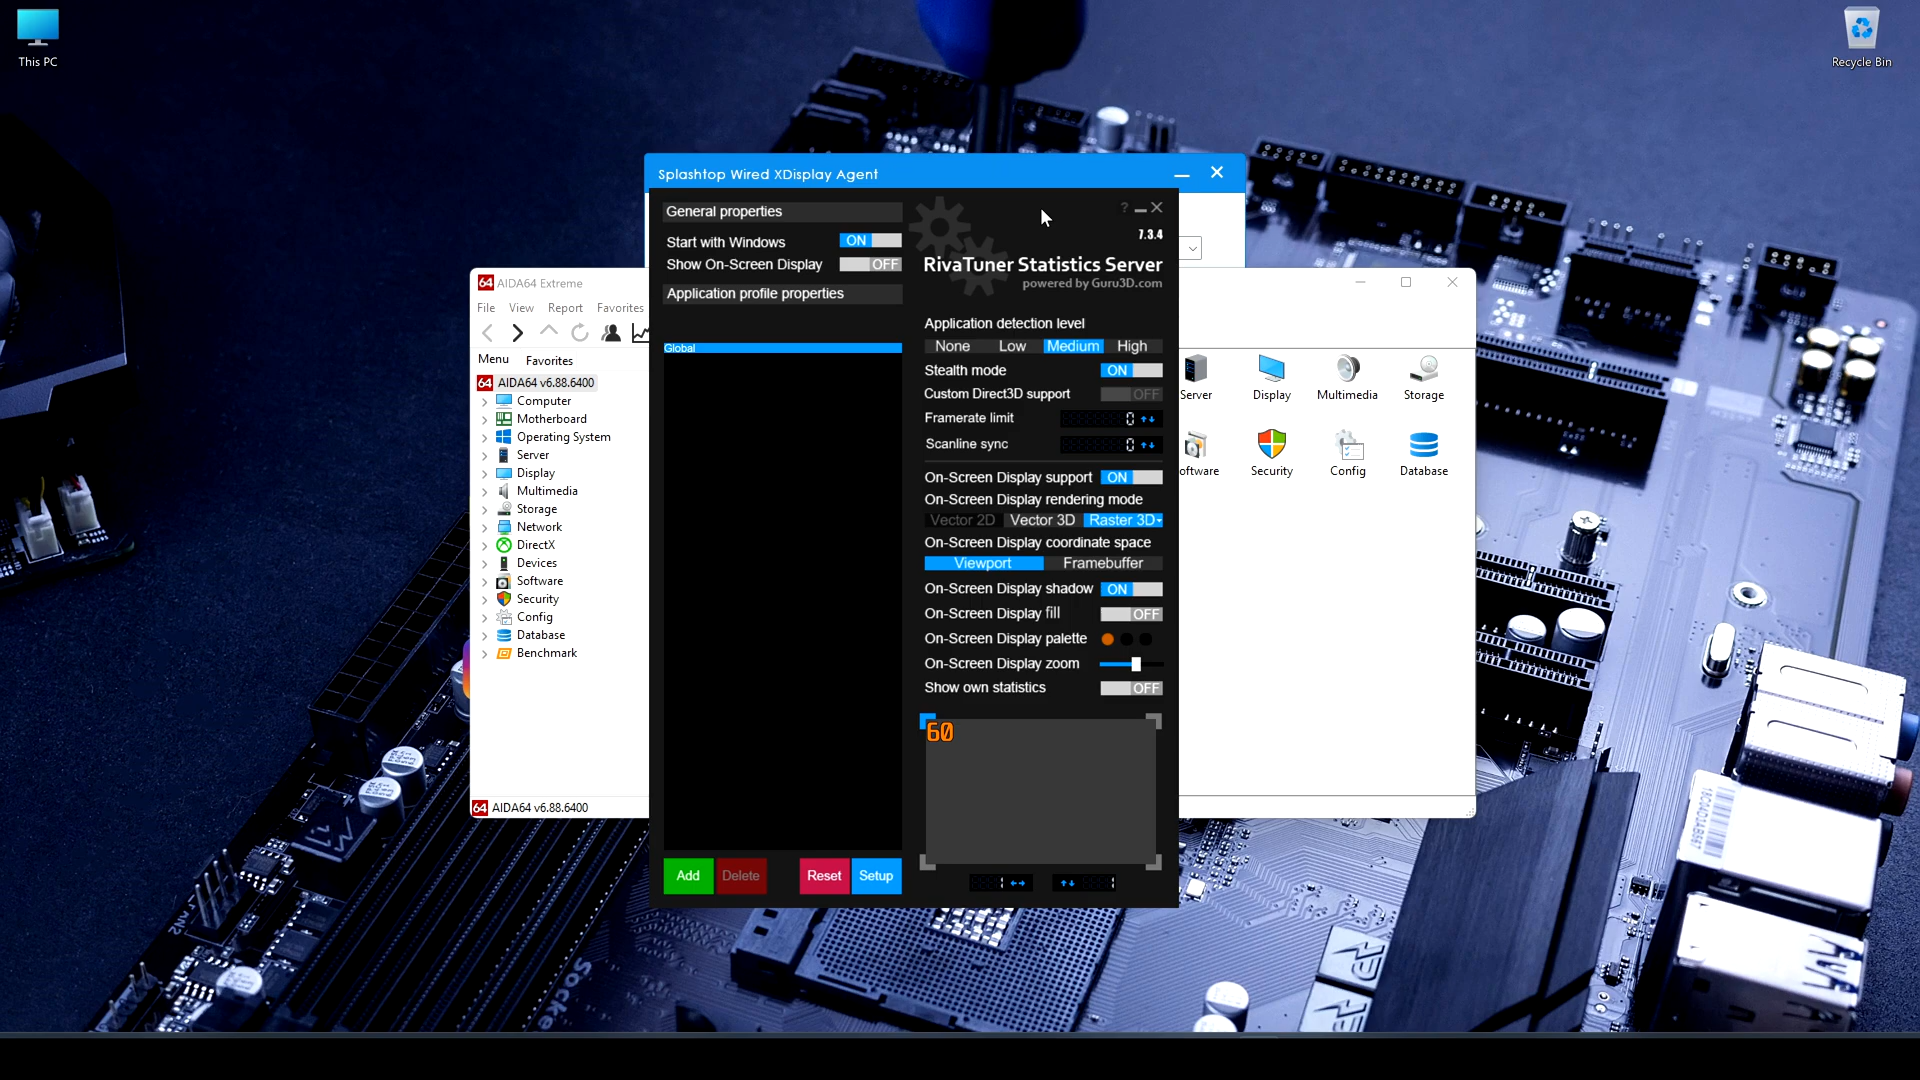 This PC
Recycle Bin
Splashtop Wired XDisplay Agent
General properties
Start with Windows ON
Show On-Screen Display OFF
Application profile properties
Global
Add Delete Reset Setup
?
7.3.4
RivaTuner Statistics Server
powered by Guru3D.com
Application detection level
None Low Medium High
Stealth mode ON
Custom Direct3D support OFF
Framerate limit 0
Scanline sync 0
On-Screen Display support ON
On-Screen Display rendering mode
Vector 2D Vector 3D Raster 3D
On-Screen Display coordinate space
Viewport Framebuffer
On-Screen Display shadow ON
On-Screen Display fill OFF
On-Screen Display palette
On-Screen Display zoom
Show own statistics OFF
60
1 1
64 AIDA64 Extreme
File View Report Favorites
Menu Favorites
64 AIDA64 v6.88.6400
Computer
Motherboard
Operating System
Server
Display
Multimedia
Storage
Network
DirectX
Devices
Software
Security
Config
Database
Benchmark
64 AIDA64 v6.88.6400
Server Display Multimedia Storage
oftware Security Config Database
Socke